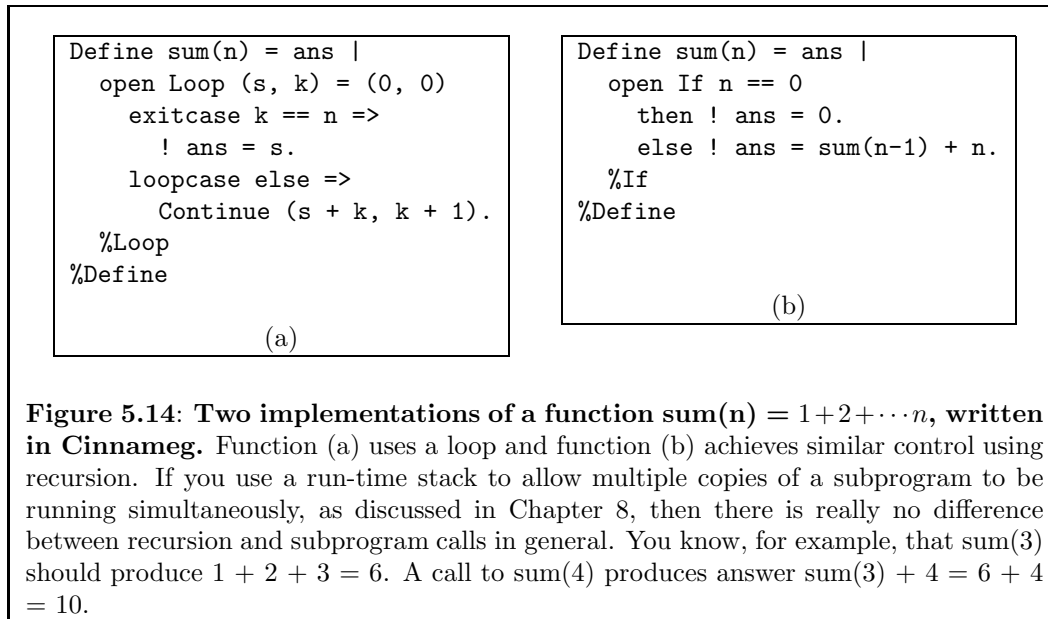 Define sum(n) = ans |
open Loop (s, k) = (0, 0)
exitcase k == n =>
! ans = s.
loopcase else =>
Continue (s + k, k + 1).
%Loop
%Define
(a)
Define sum(n) = ans |
open If n == 0
then ! ans = 0.
else ! ans = sum(n-1) + n.
%If
%Define
(b)
Figure 5.14: Two implementations of a function sum(n) = 1+2+⋯n, written
in Cinnameg. Function (a) uses a loop and function (b) achieves similar control using
recursion. If you use a run-time stack to allow multiple copies of a subprogram to be
running simultaneously, as discussed in Chapter 8, then there is really no difference
between recursion and subprogram calls in general. You know, for example, that sum(3)
should produce 1 + 2 + 3 = 6. A call to sum(4) produces answer sum(3) + 4 = 6 + 4
= 10.